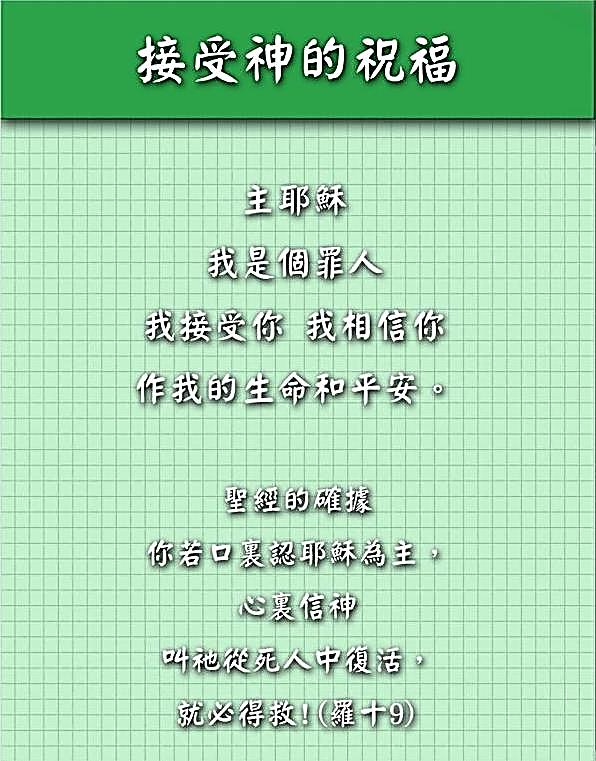 接受神的祝福
主耶穌
我是個罪人
我接受你 我相信你
作我的生命和平安。
聖經的確據
你若口裏認耶穌為主，
心裏信神
叫祂從死人中復活，
就必得救!(羅十9)